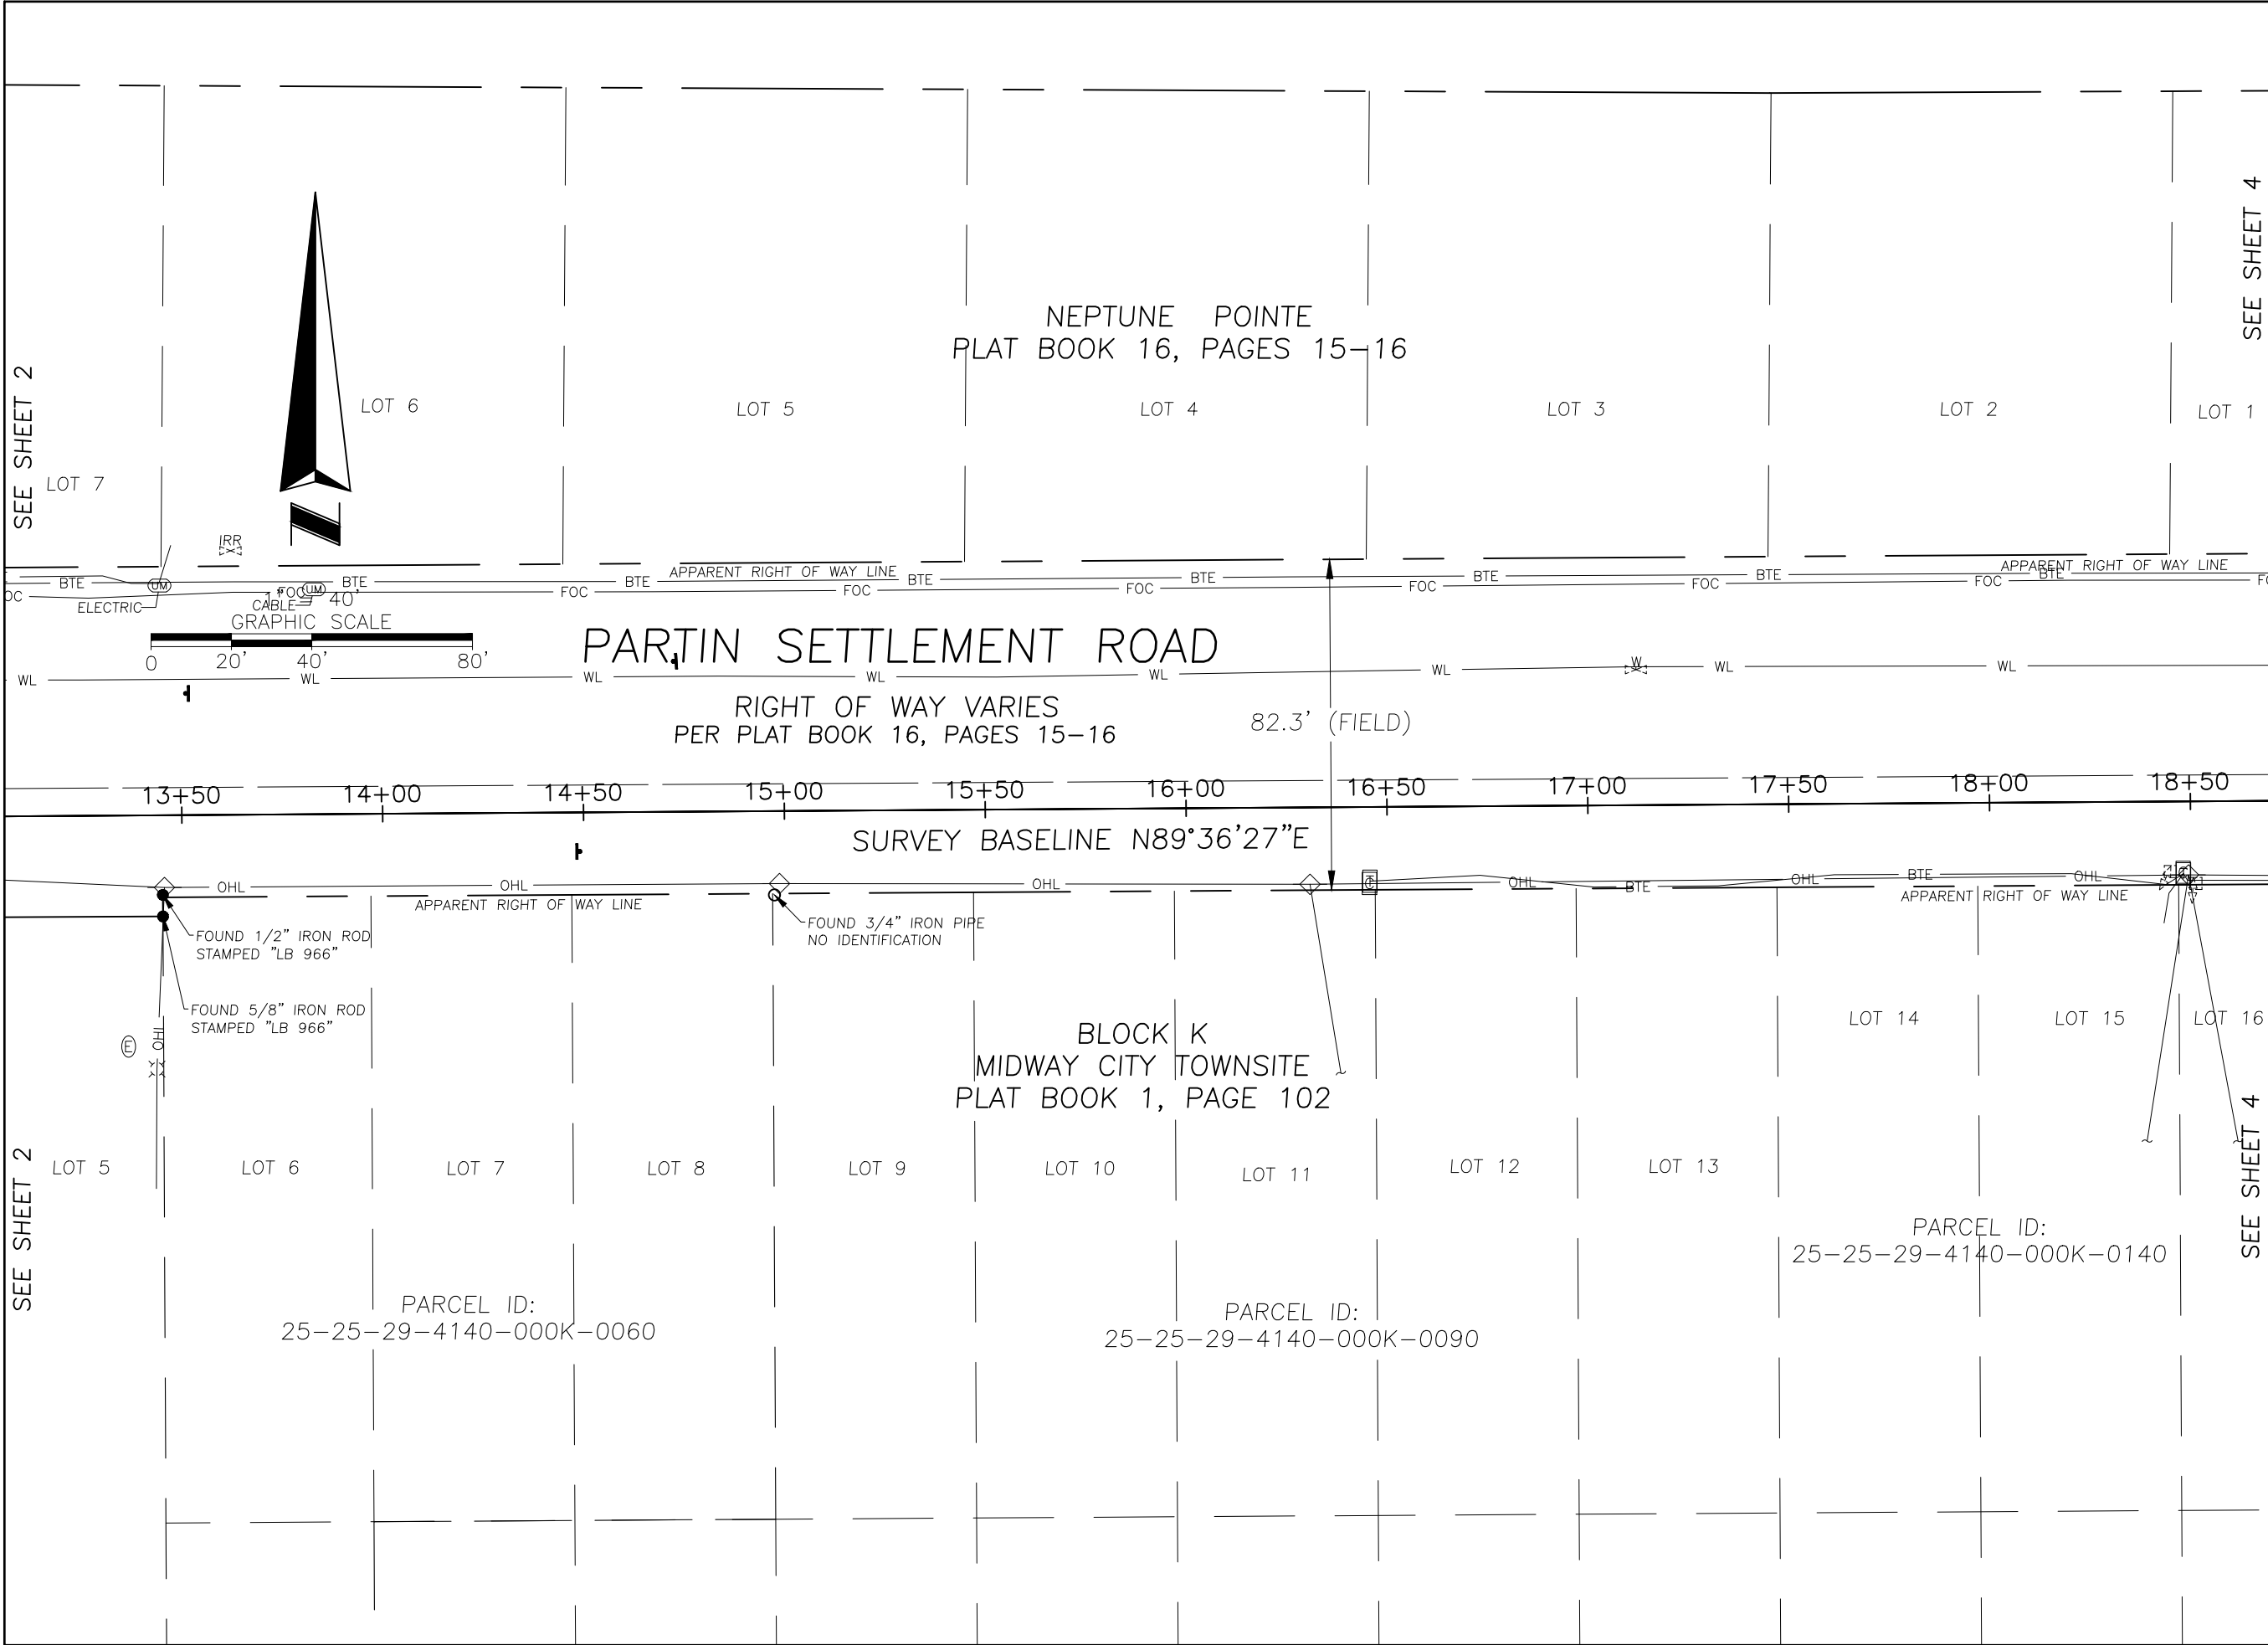 SEE SHEET 4
NEPTUNE POINTE
PLAT BOOK 16, PAGES 15-16
SEE SHEET 2
LOT 7
LOT 6
LOT 5
LOT 4
LOT 3
LOT 2
LOT 1
IRR
BTE
UM
BTE
BTE
APPARENT RIGHT OF WAY LINE
BTE
BTE
BTE
BTE
BTE
APPARENT RIGHT OF WAY LINE
OC
ELECTRIC
1"
FOC
UM
40'
CABLE
FOC
FOC
FOC
FOC
FOC
FOC
FO
GRAPHIC SCALE
0 20' 40' 80'
PARTIN SETTLEMENT ROAD
WL WL WL WL WL WL W WL WL
RIGHT OF WAY VARIES
PER PLAT BOOK 16, PAGES 15-16
82.3' (FIELD)
13+50 14+00 14+50 15+00 15+50 16+00 16+50 17+00 17+50 18+00 18+50
SURVEY BASELINE N89°36'27"E
OHL OHL OHL OHL BTE OHL BTE OHL
APPARENT RIGHT OF WAY LINE
APPARENT RIGHT OF WAY LINE
FOUND 1/2" IRON ROD
STAMPED "LB 966"
FOUND 3/4" IRON PIPE
NO IDENTIFICATION
FOUND 5/8" IRON ROD
STAMPED "LB 966"
E
OHL
BLOCK K
MIDWAY CITY TOWNSITE
PLAT BOOK 1, PAGE 102
LOT 14
LOT 15
LOT 16
SEE SHEET 2
SEE SHEET 4
LOT 5
LOT 6
LOT 7
LOT 8
LOT 9
LOT 10
LOT 11
LOT 12
LOT 13
PARCEL ID:
25-25-29-4140-000K-0060
PARCEL ID:
25-25-29-4140-000K-0090
PARCEL ID:
25-25-29-4140-000K-0140